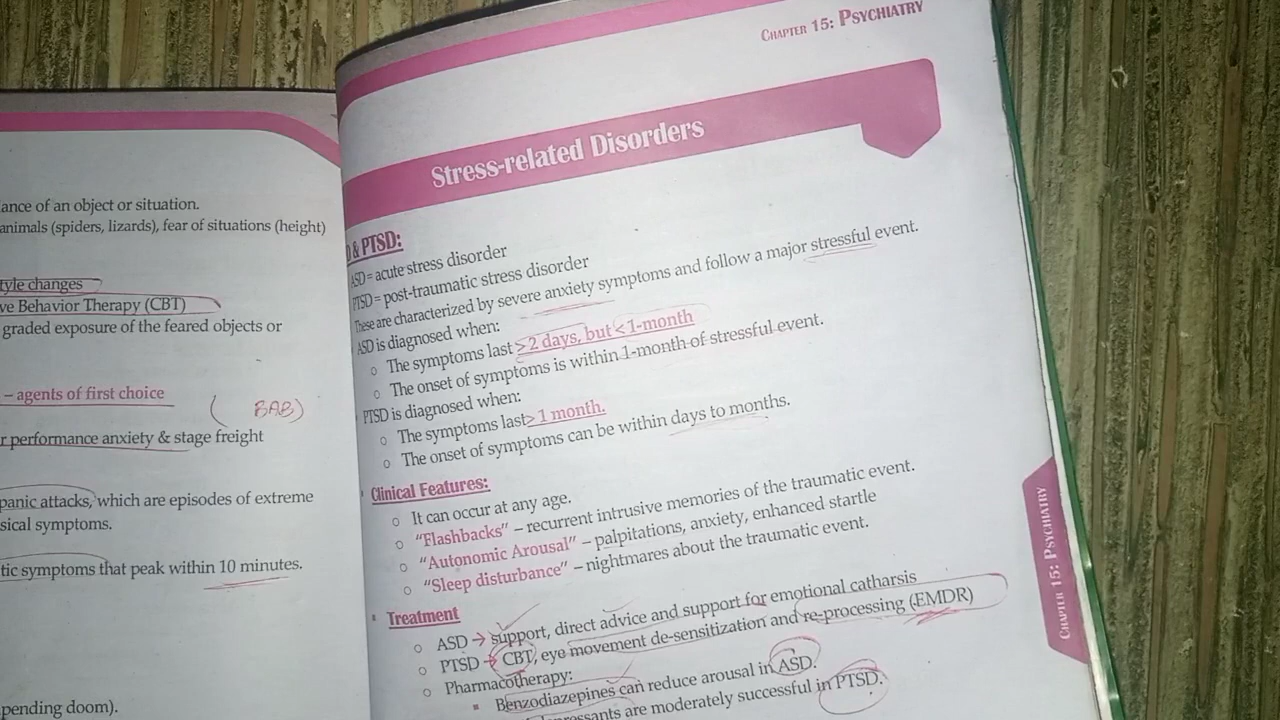 ance of an object or situation.
animals (spiders, lizards), fear of situations (height)
tyle changes
ve Behavior Therapy (CBT)
graded exposure of the feared objects or
– agents of first choice
( BAB)
r performance anxiety & stage freight
panic attacks, which are episodes of extreme
sical symptoms.
tic symptoms that peak within 10 minutes.
pending doom).
CHAPTER 15: PSYCHIATRY
Stress-related Disorders
D & PTSD:
ASD= acute stress disorder
PTSD= post-traumatic stress disorder
These are characterized by severe anxiety symptoms and follow a major stressful event.
ASD is diagnosed when:
o The symptoms last >2 days, but <1-month
o The onset of symptoms is within 1-month of stressful event.
PTSD is diagnosed when:
o The symptoms last> 1 month.
o The onset of symptoms can be within days to months.
Clinical Features:
o It can occur at any age.
o “Flashbacks” – recurrent intrusive memories of the traumatic event.
o “Autonomic Arousal” – palpitations, anxiety, enhanced startle
o “Sleep disturbance” – nightmares about the traumatic event.
▪ Treatment
o ASD → support, direct advice and support for emotional catharsis
o PTSD → CBT, eye movement de-sensitization and re-processing (EMDR)
o Pharmacotherapy:
▪ Benzodiazepines can reduce arousal in ASD.
ressants are moderately successful in PTSD.
CHAPTER 15: PSYCHIATRY